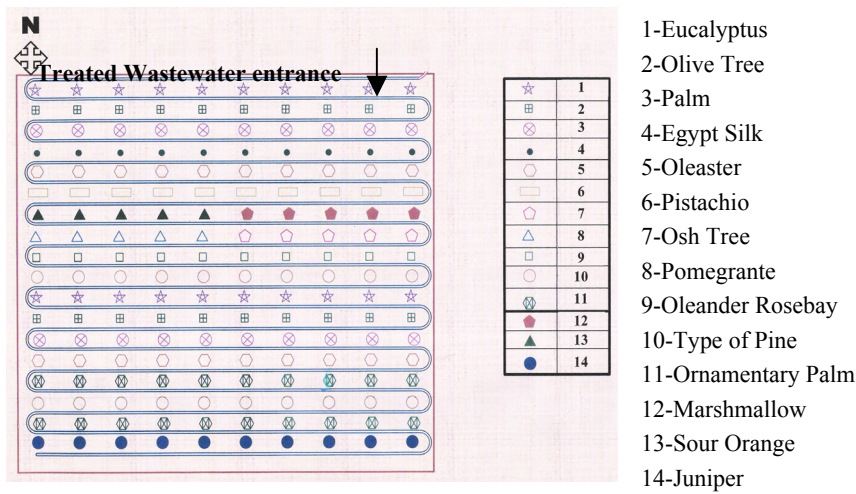 N
Treated Wastewater entrance
1
2
3
4
5
6
7
8
9
10
11
12
13
14
1-Eucalyptus
2-Olive Tree
3-Palm
4-Egypt Silk
5-Oleaster
6-Pistachio
7-Osh Tree
8-Pomegrante
9-Oleander Rosebay
10-Type of Pine
11-Ornamentary Palm
12-Marshmallow
13-Sour Orange
14-Juniper